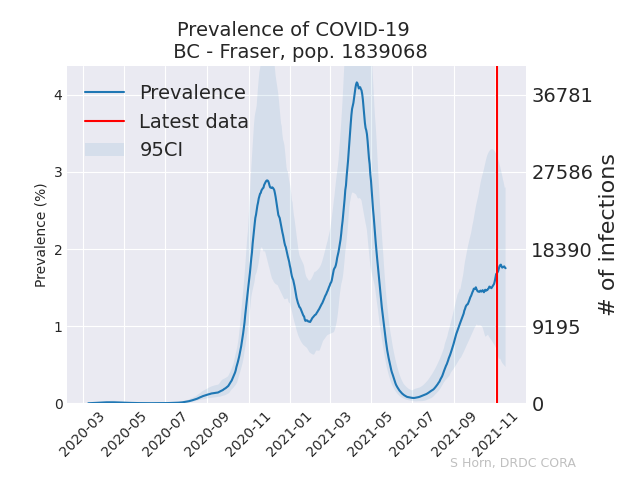 Prevalence of COVID-19
BC - Fraser, pop. 1839068
Prevalence
Latest data
95CI
Prevalence (%)
4
3
2
1
0
36781
27586
18390
9195
0
# of infections
2020-03
2020-05
2020-07
2020-09
2020-11
2021-01
2021-03
2021-05
2021-07
2021-09
2021-11
S Horn, DRDC CORA